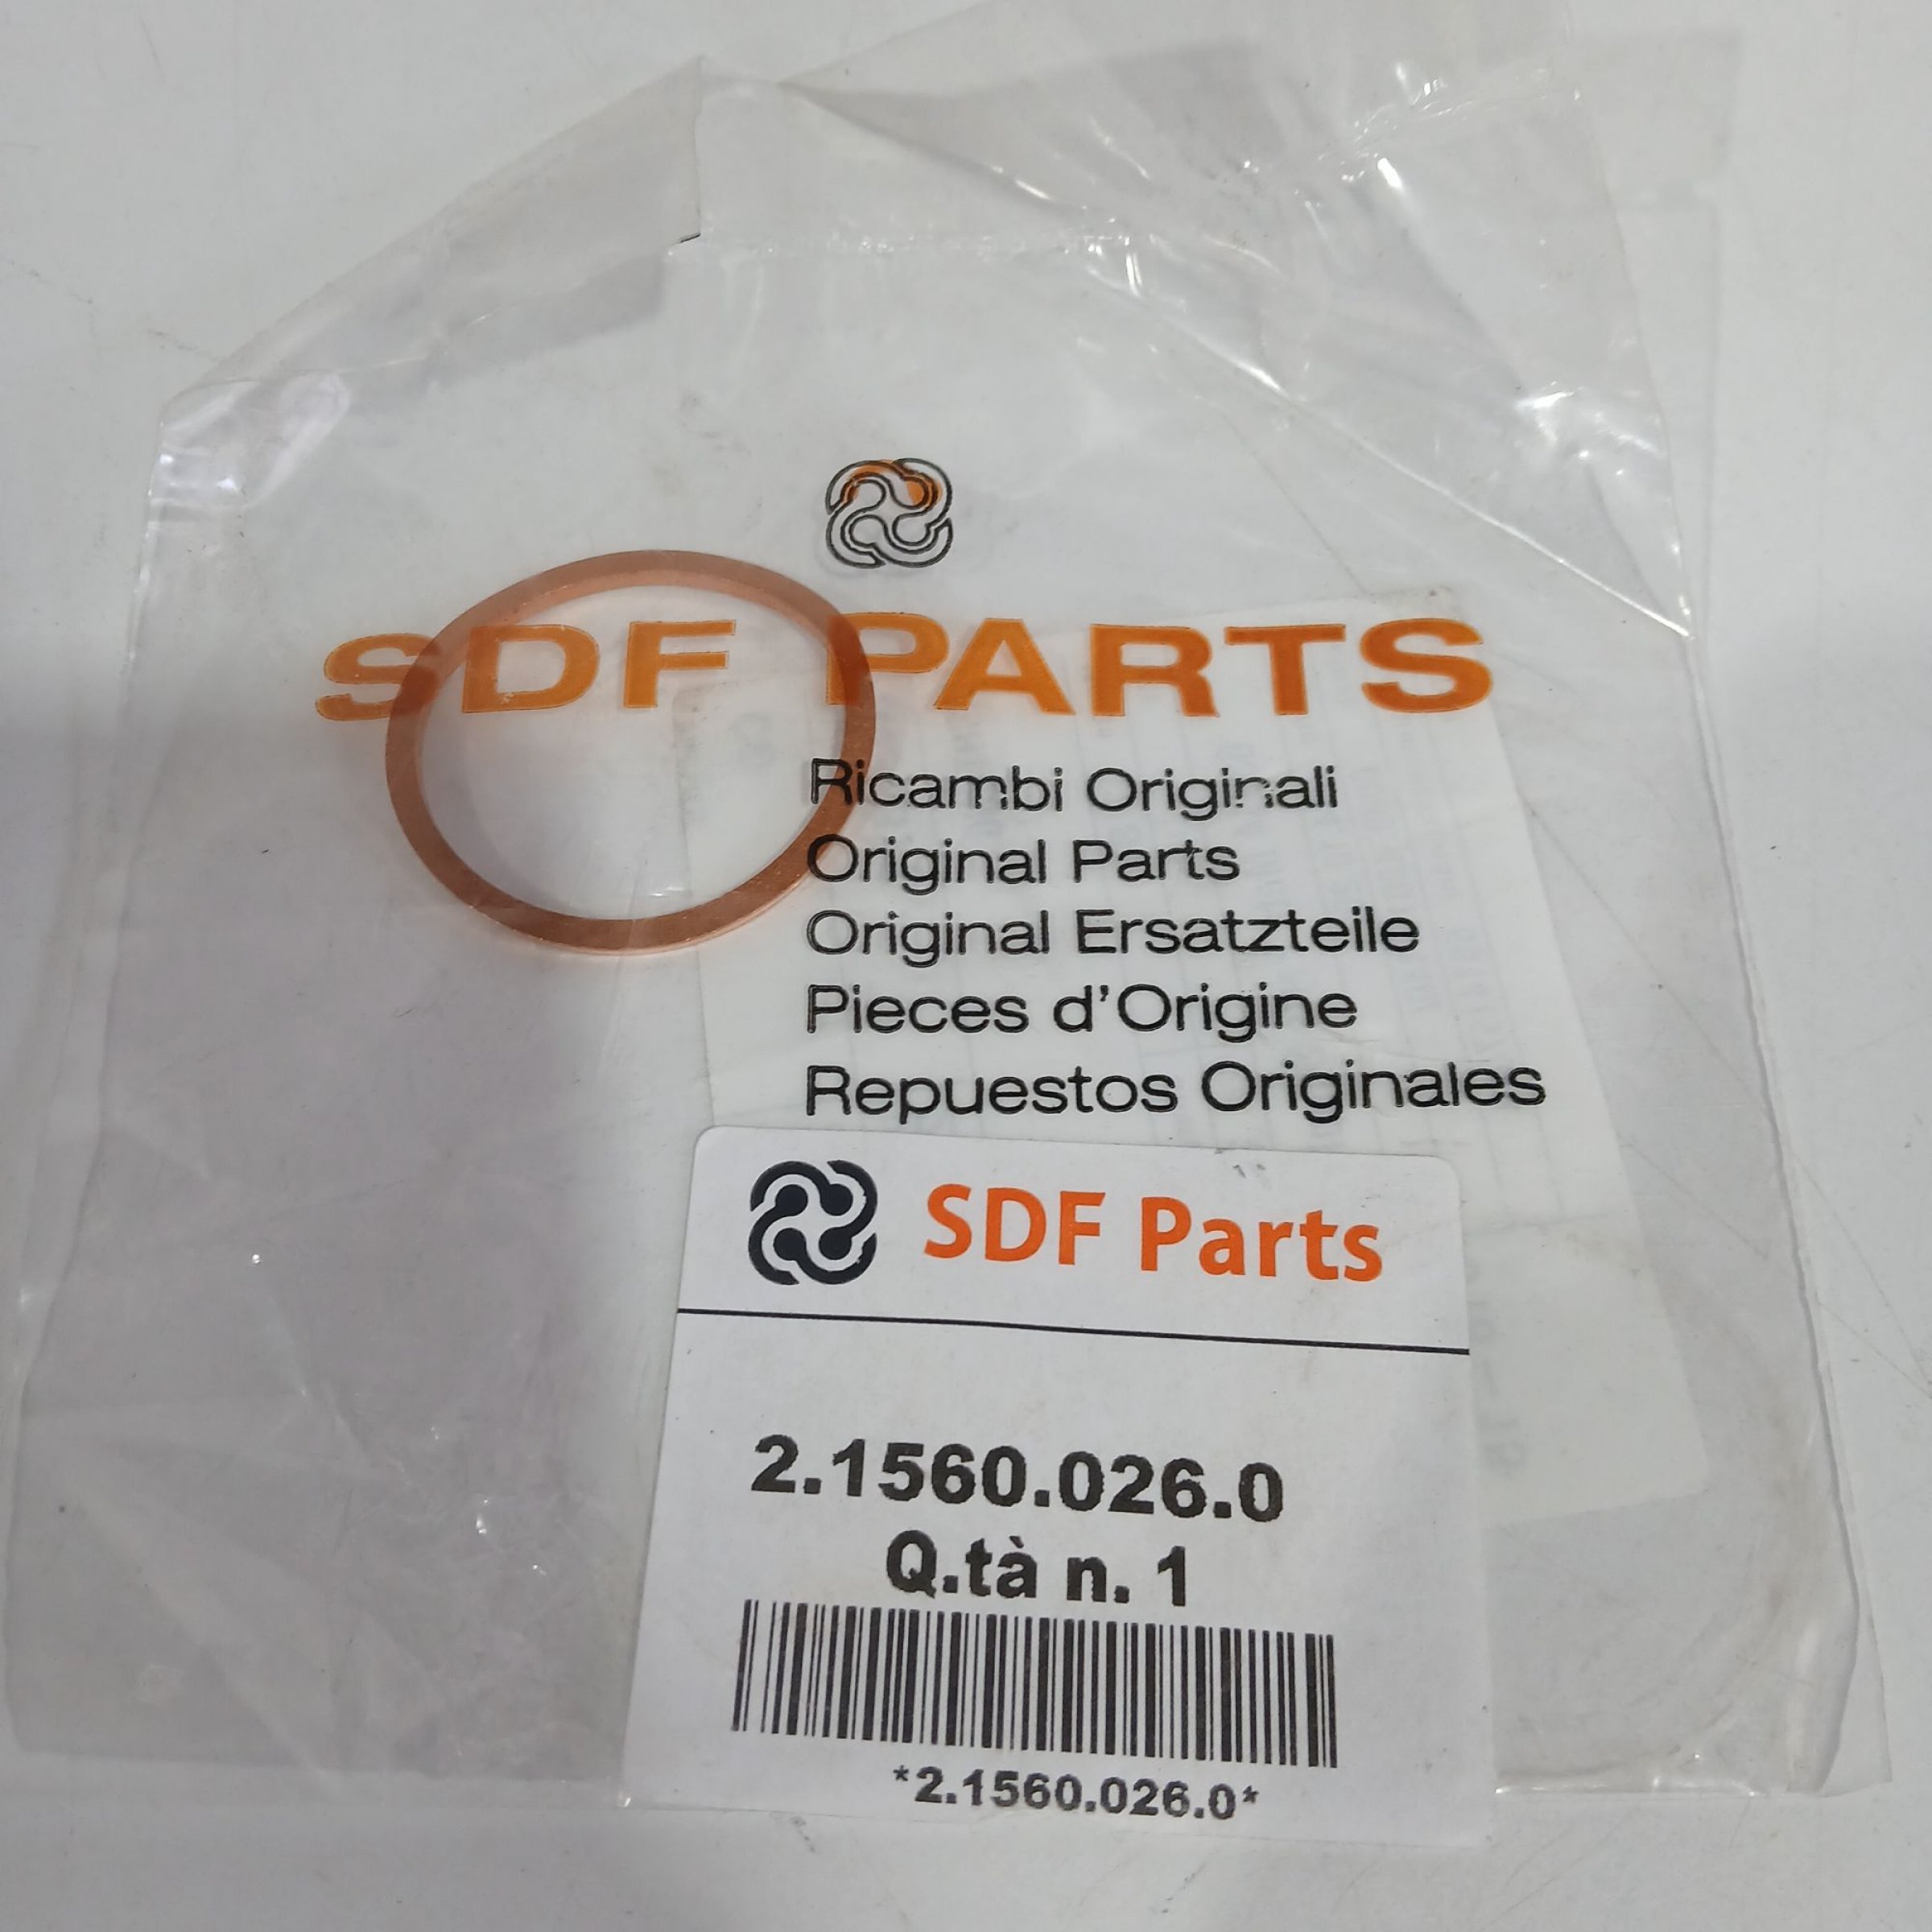 SDF PARTS
Ricambi Originali
Original Parts
Original Ersatzteile
Pieces d'Origine
Repuestos Originales
SDF Parts
2.1560.026.0
Q.tà n. 1
*2.1560.026.0*